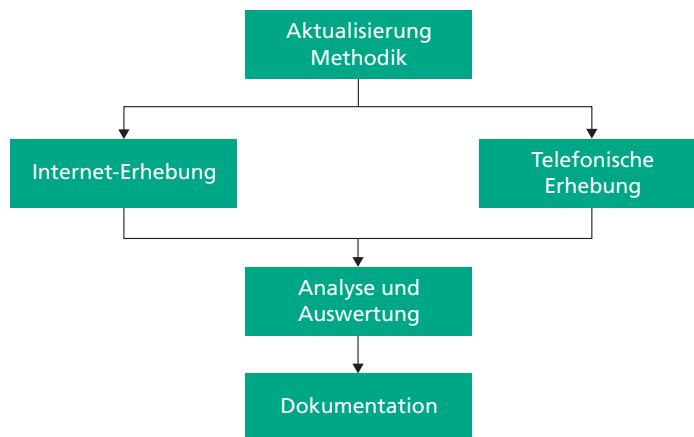 Aktualisierung
Methodik
Internet-Erhebung
Telefonische
Erhebung
Analyse und
Auswertung
Dokumentation